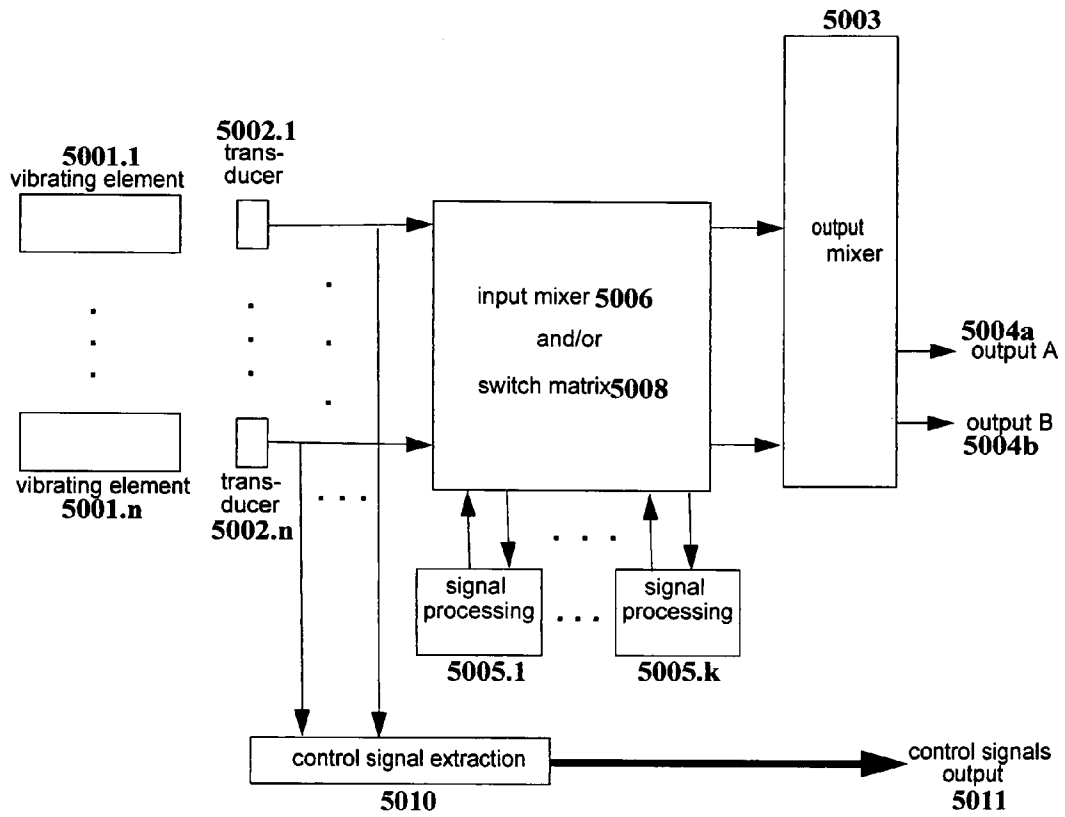 5003
5002.1
trans-
ducer
5001.1
vibrating element
output
mixer
input mixer 5006
and/or
switch matrix 5008
5004a
output A
output B
5004b
vibrating element
5001.n
trans-
ducer
5002.n
signal
processing
5005.1
signal
processing
5005.k
control signal extraction
5010
control signals
output
5011